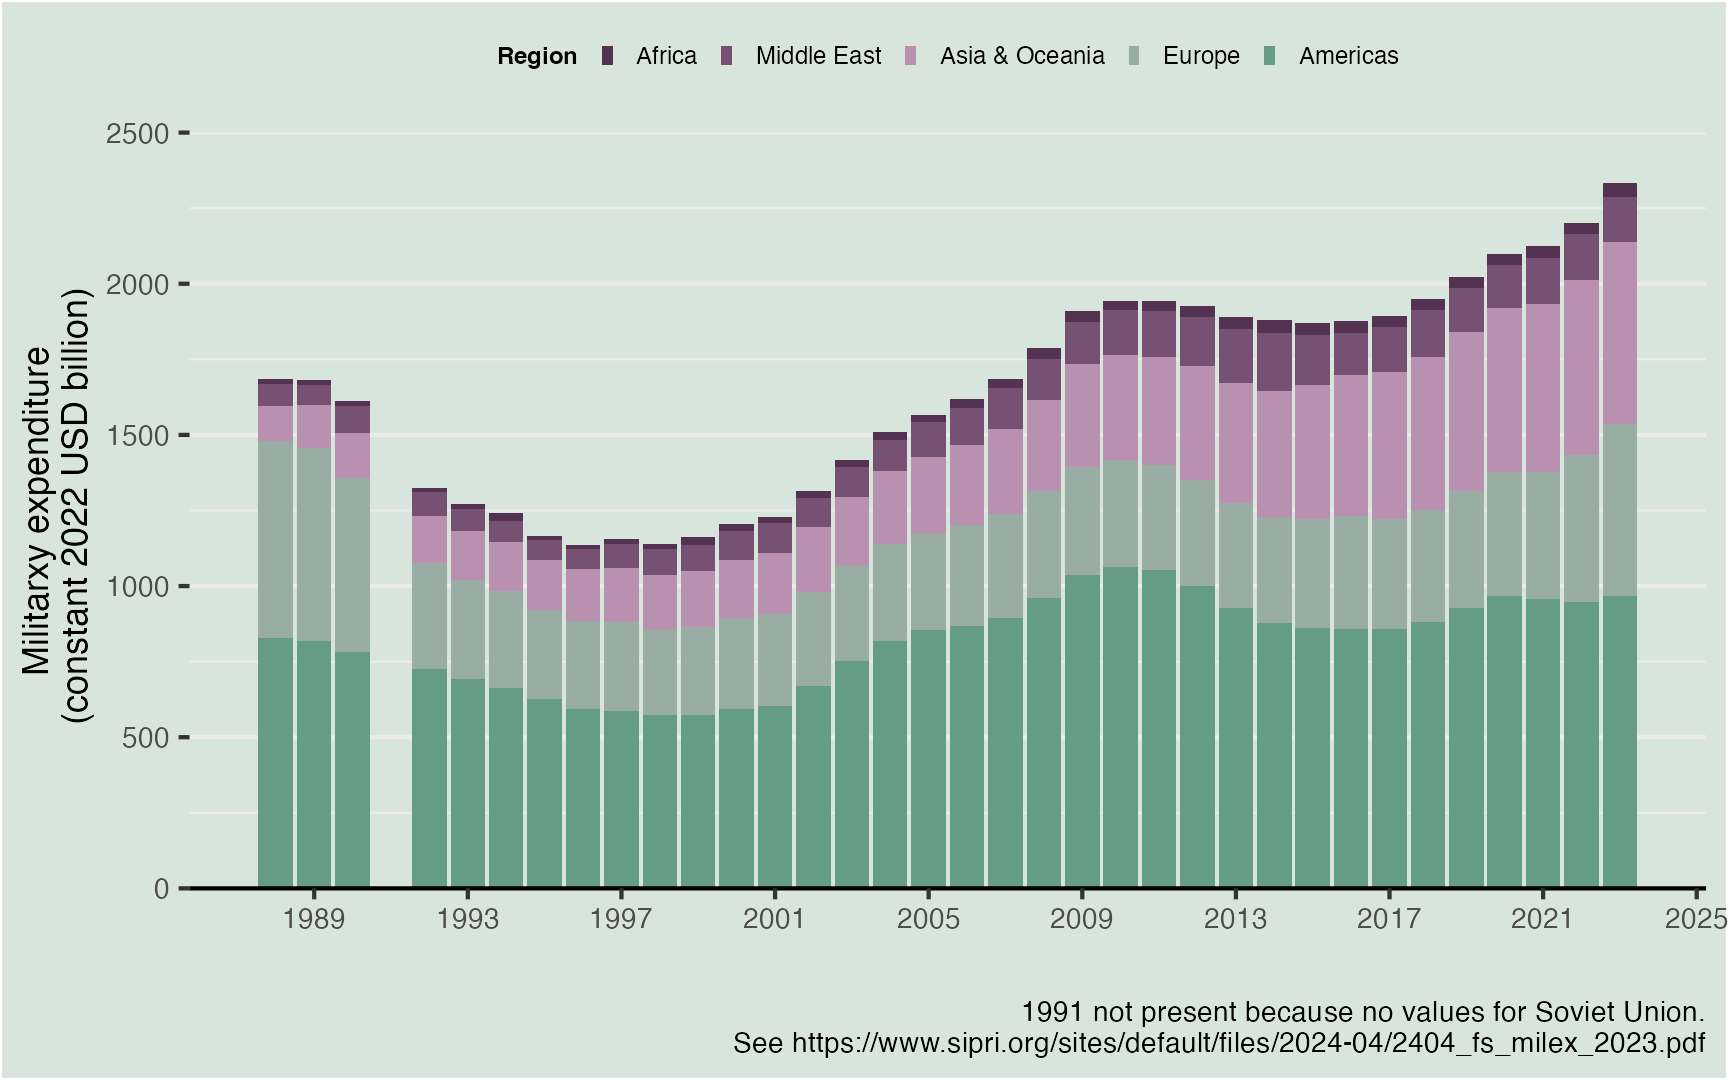 Region Africa Middle East Asia & Oceania Europe Americas
2500
2000
1500
1000
500
0
Militarxy expenditure
(constant 2022 USD billion)
1989 1993 1997 2001 2005 2009 2013 2017 2021 2025
1991 not present because no values for Soviet Union.
See https://www.sipri.org/sites/default/files/2024-04/2404_fs_milex_2023.pdf